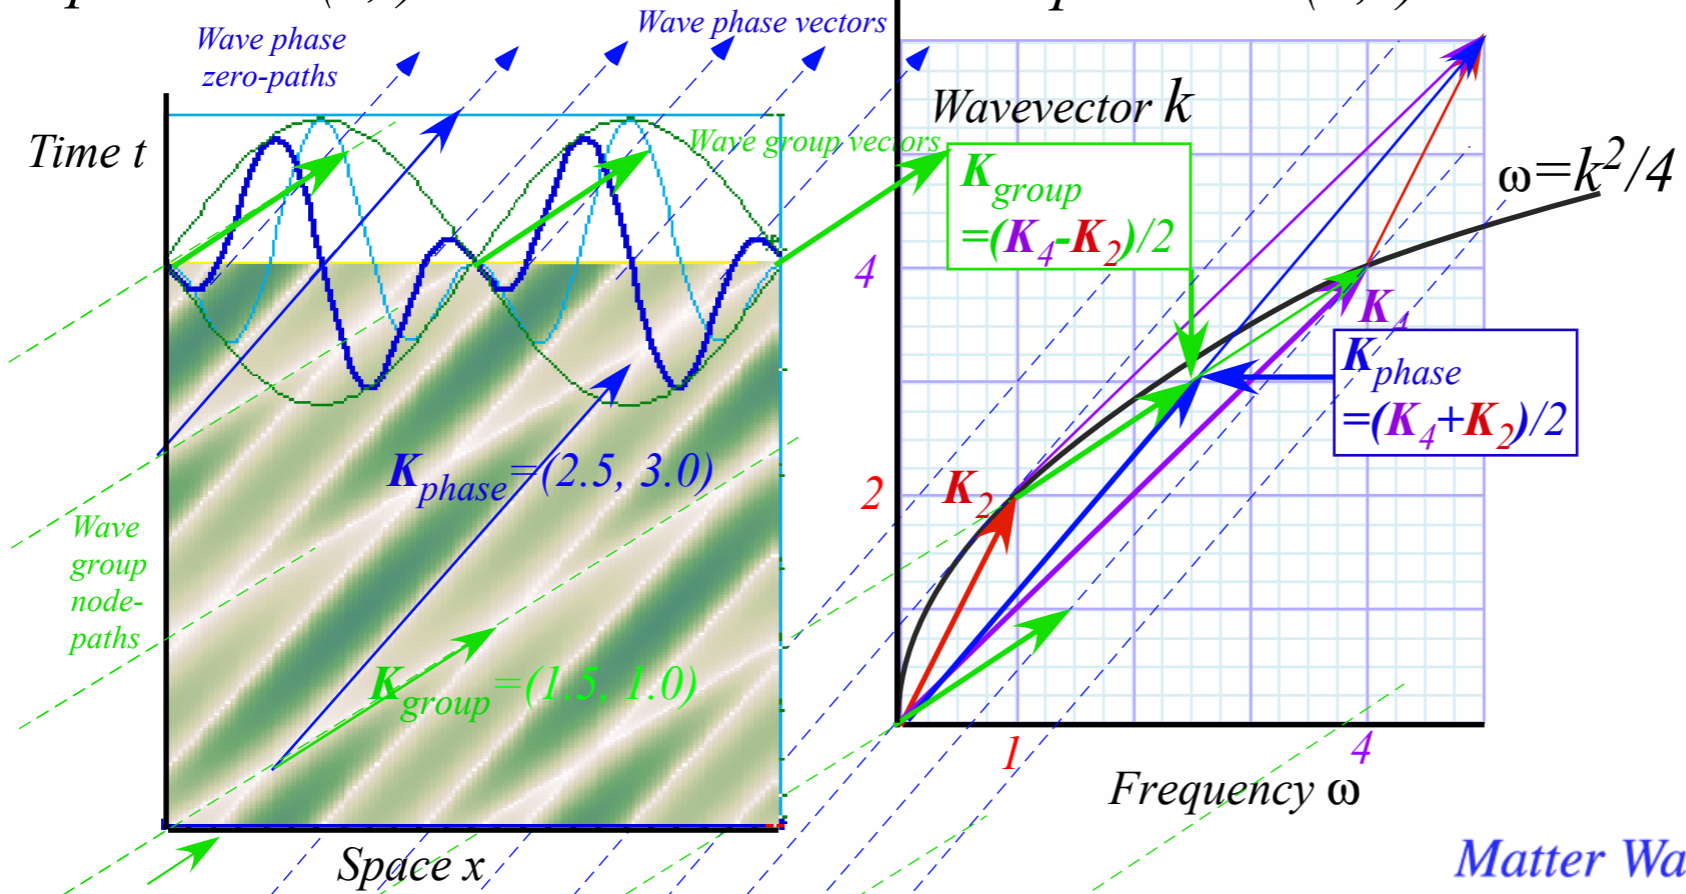 Wave phase
zero-paths
Wave phase vectors
Time t
Wave group vectors
Wavevector k
K_group
=(K_4-K_2)/2
ω=k^2/4
4
K_4
K_phase
=(K_4+K_2)/2
K_phase=(2.5, 3.0)
2
K_2
Wave
group
node-
paths
K_group=(1.5, 1.0)
1
4
Frequency ω
Space x
Matter Wa